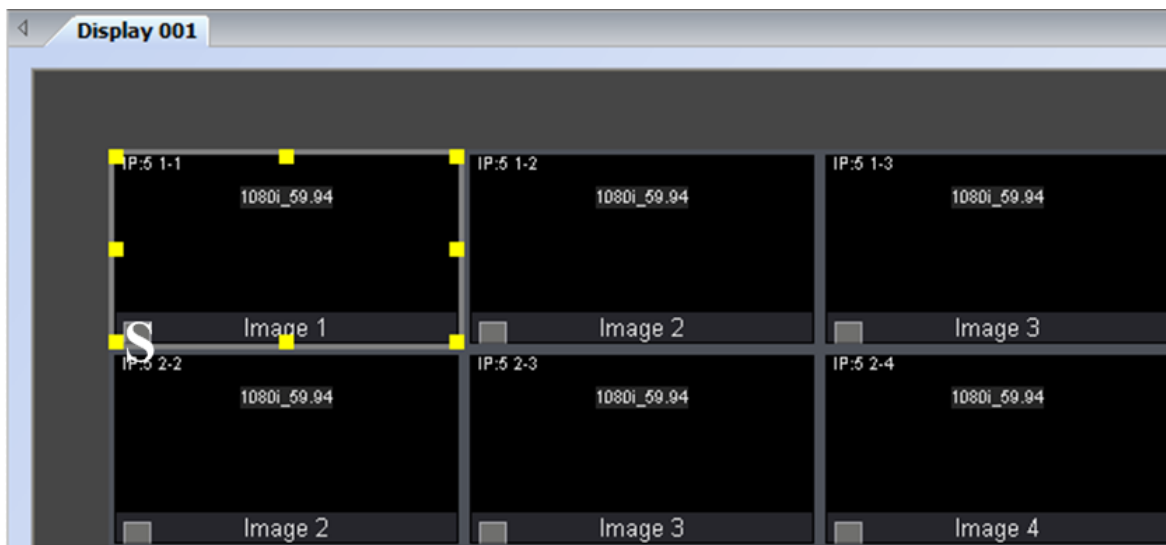 Display 001
IP:5 1-1 IP:5 1-2 IP:5 1-3
1080i_59.94 1080i_59.94 1080i_59.94
Image 1 Image 2 Image 3
S
IP:5 2-2 IP:5 2-3 IP:5 2-4
1080i_59.94 1080i_59.94 1080i_59.94
Image 2 Image 3 Image 4